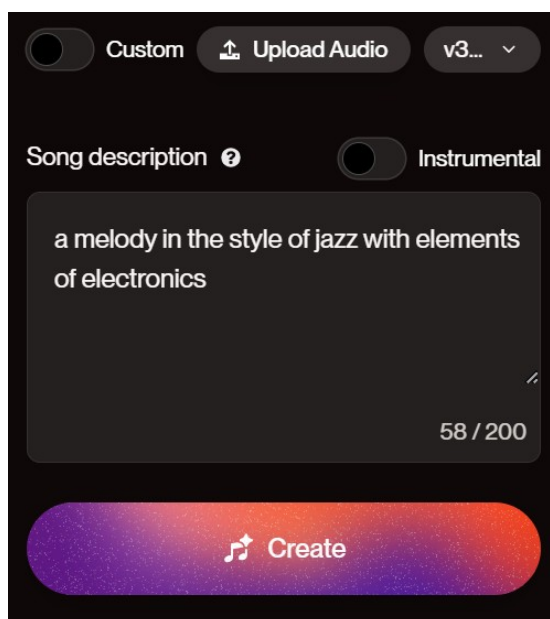 Custom Upload Audio v3...
Song description ? Instrumental
a melody in the style of jazz with elements
of electronics
58 / 200
Create